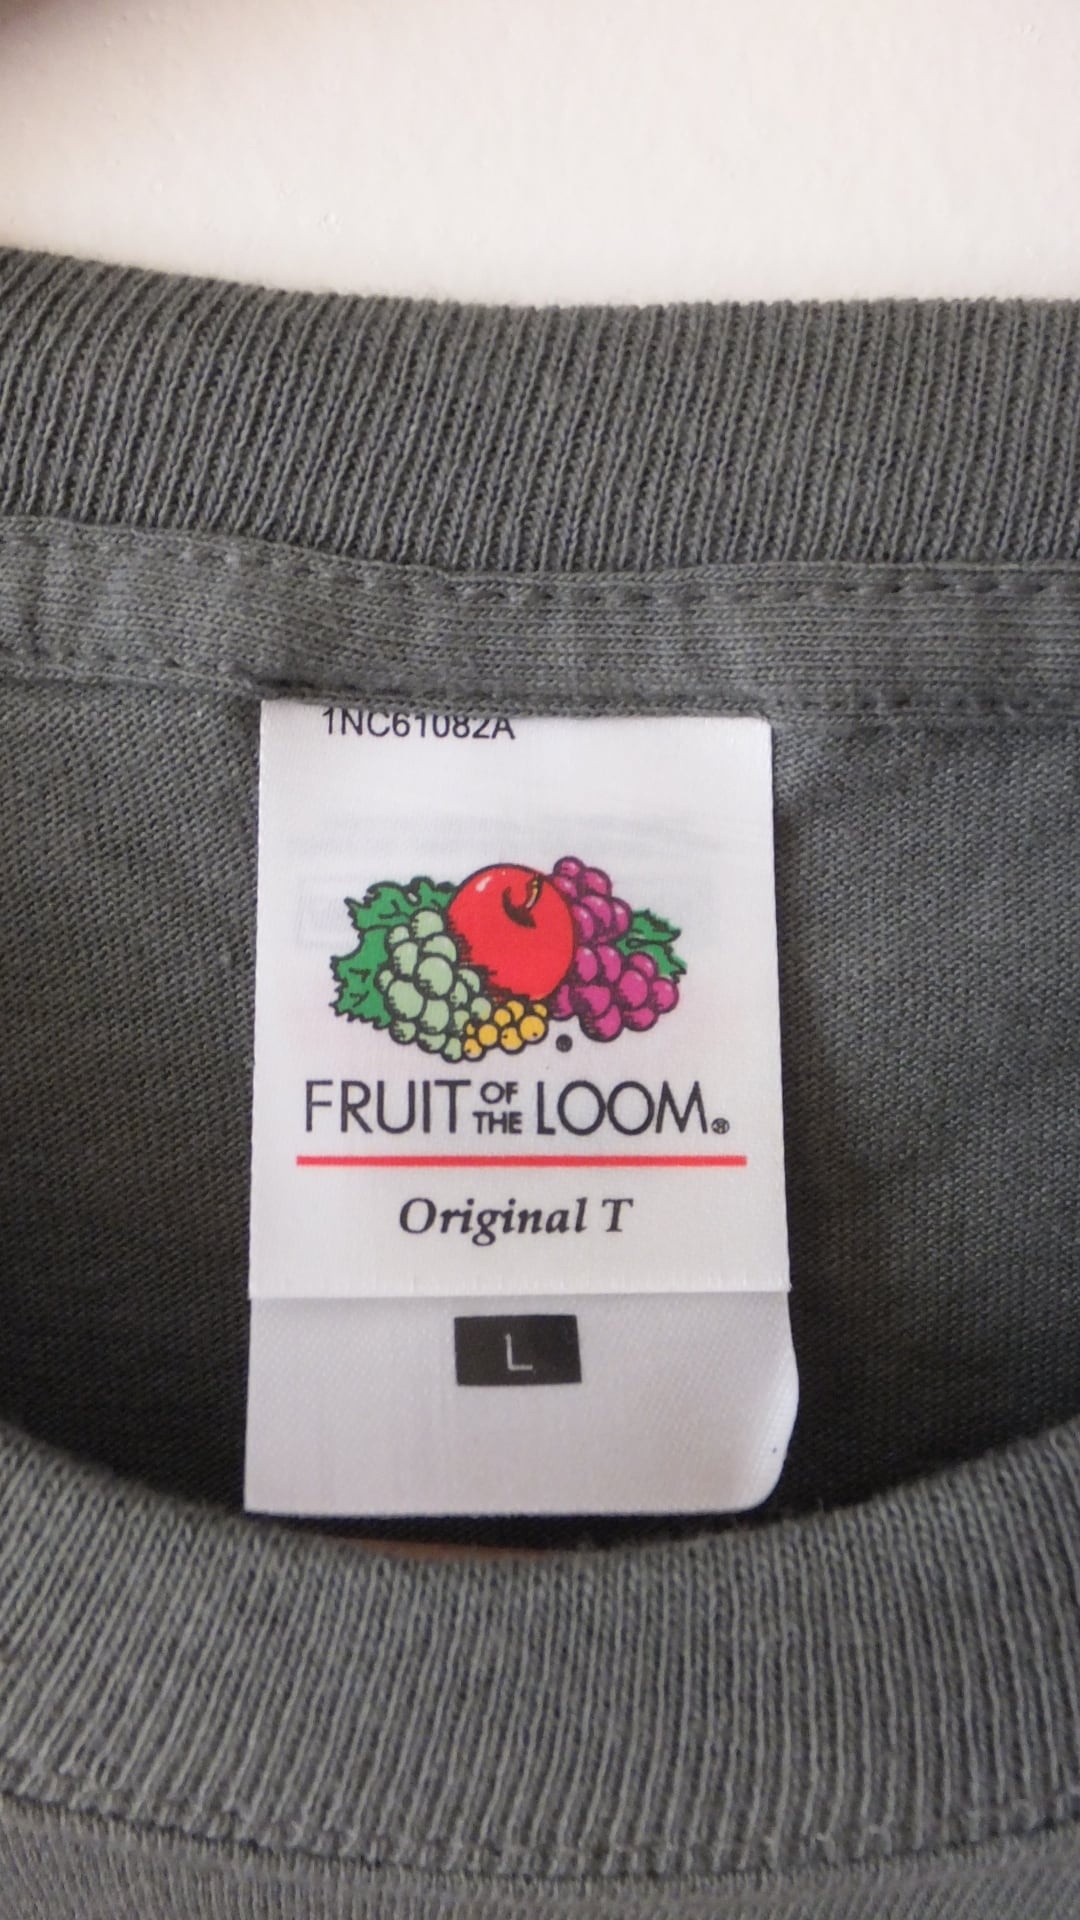 1NC61082A
FRUIT OF THE LOOM®
Original T
L